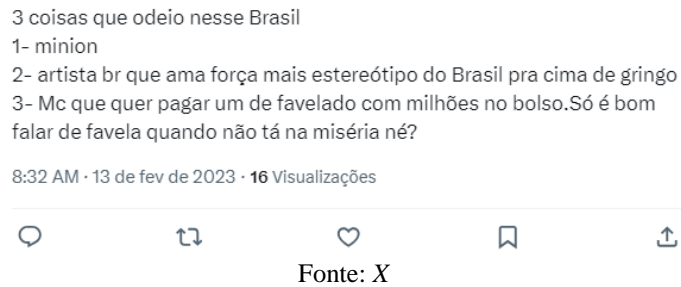 3 coisas que odeio nesse Brasil
1- minion
2- artista br que ama força mais estereótipo do Brasil pra cima de gringo
3- Mc que quer pagar um de favelado com milhões no bolso.Só é bom
falar de favela quando não tá na miséria né?
8:32 AM · 13 de fev de 2023 · 16 Visualizações
Fonte: X